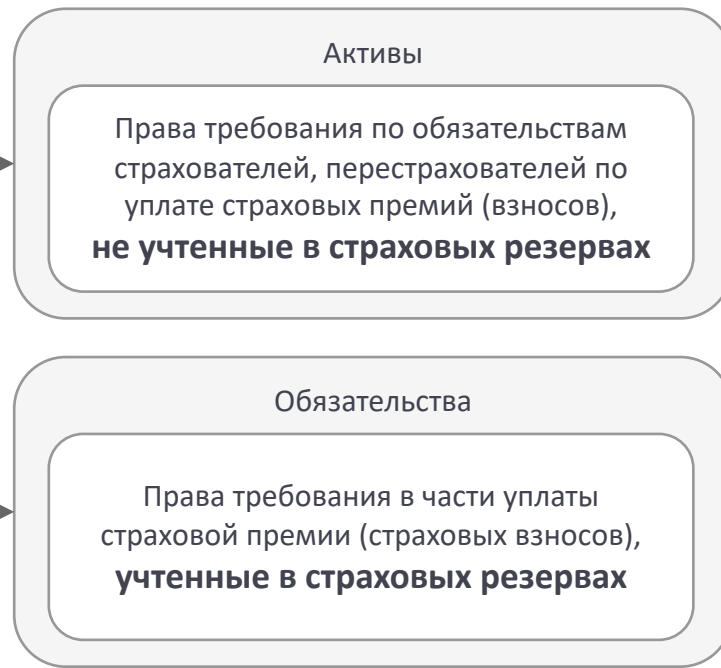 Активы
Права требования по обязательствам
страхователей, перестрахователей по
уплате страховых премий (взносов),
не учтенные в страховых резервах
Обязательства
Права требования в части уплаты
страховой премии (страховых взносов),
учтенные в страховых резервах